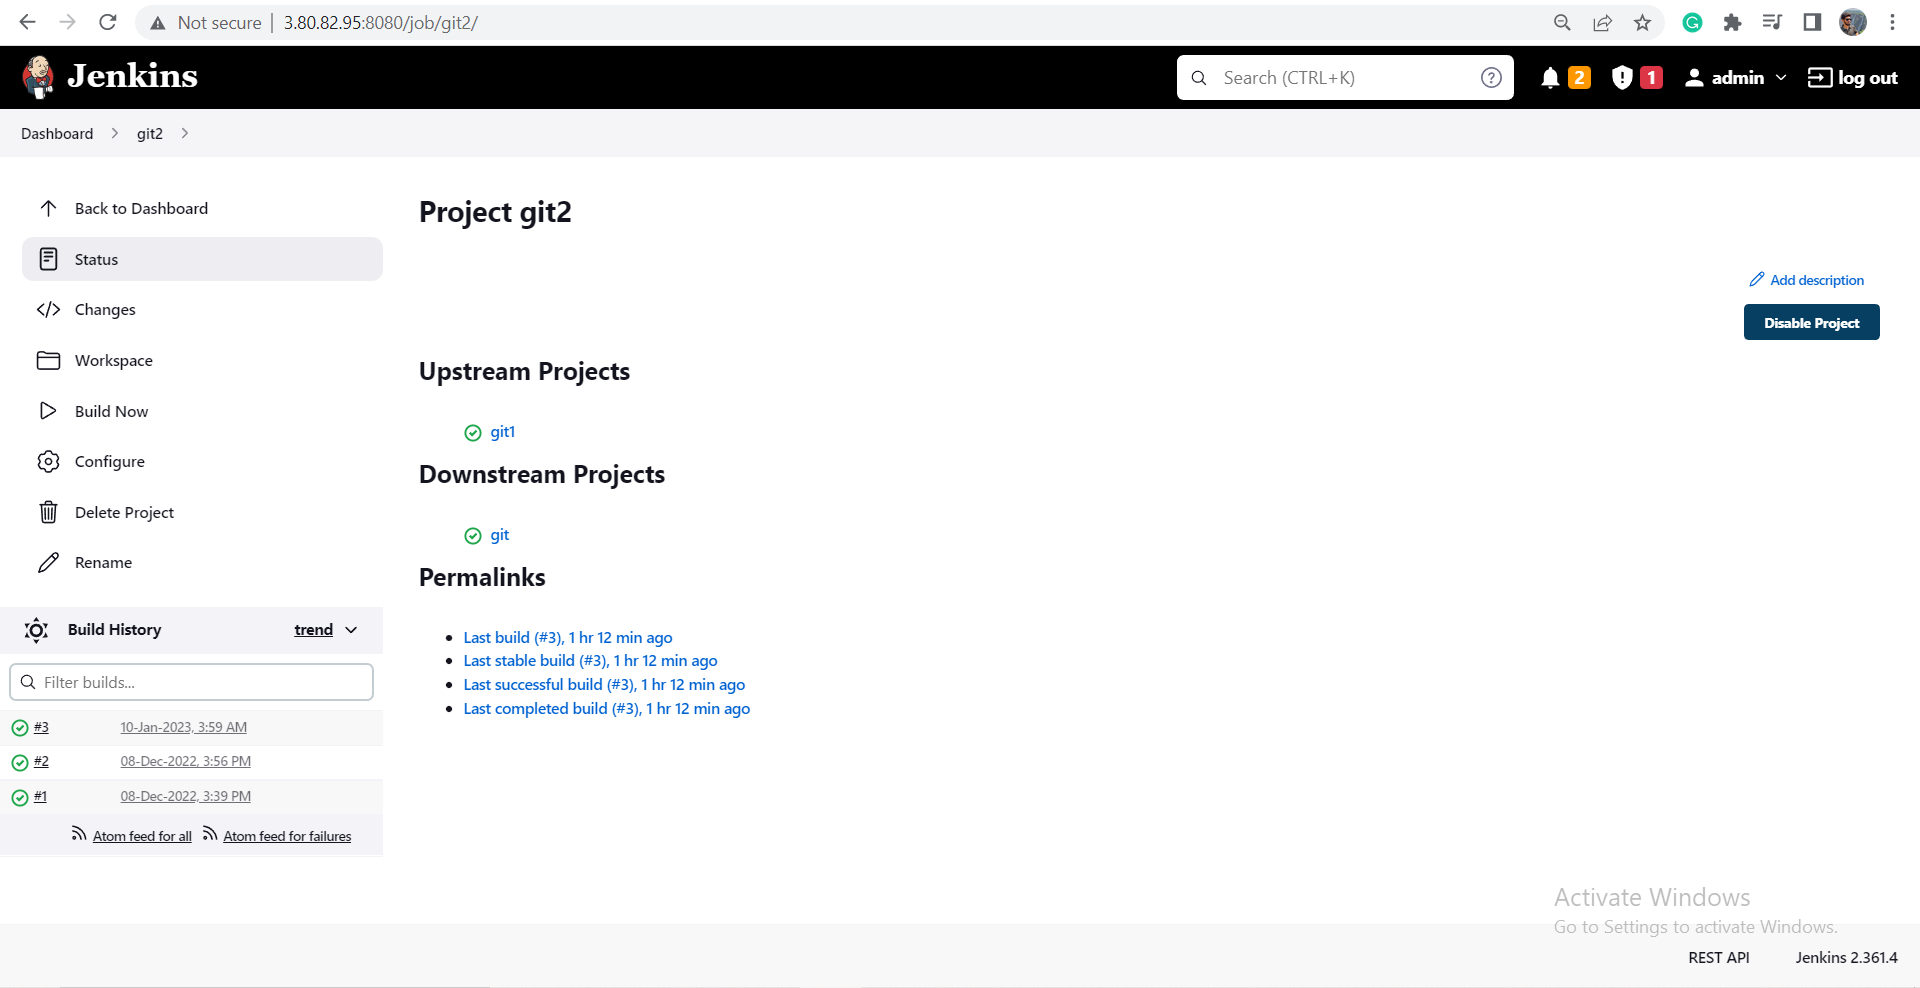 Not secure | 3.80.82.95:8080/job/git2/
Jenkins
Search (CTRL+K)
2
1
admin
log out
Dashboard
git2
Back to Dashboard
Status
Changes
Workspace
Build Now
Configure
Delete Project
Rename
Build History
trend
Filter builds...
#3 10-Jan-2023, 3:59 AM
#2 08-Dec-2022, 3:56 PM
#1 08-Dec-2022, 3:39 PM
Atom feed for all Atom feed for failures
Project git2
Add description
Disable Project
Upstream Projects
git1
Downstream Projects
git
Permalinks
Last build (#3), 1 hr 12 min ago
Last stable build (#3), 1 hr 12 min ago
Last successful build (#3), 1 hr 12 min ago
Last completed build (#3), 1 hr 12 min ago
Activate Windows
Go to Settings to activate Windows.
REST API
Jenkins 2.361.4